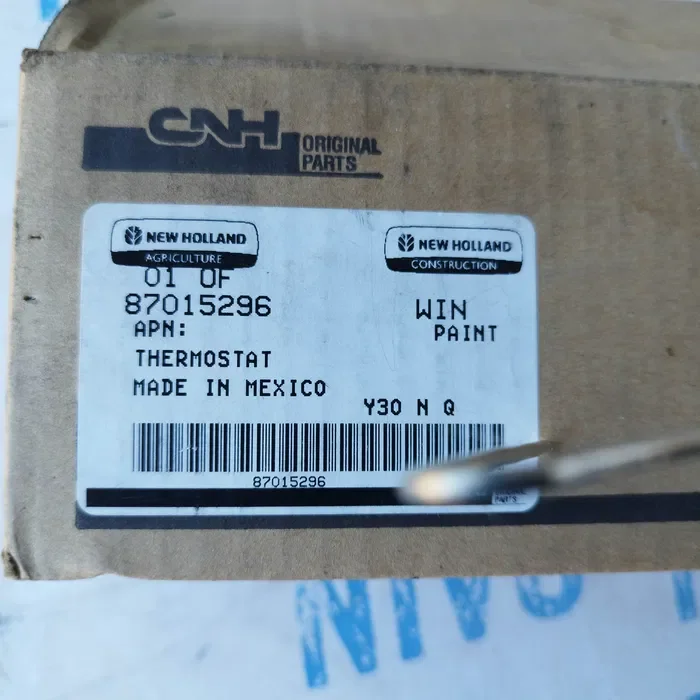 CNH
ORIGINAL
PARTS
NEW HOLLAND
AGRICULTURE
NEW HOLLAND
CONSTRUCTION
01 OF
87015296
WIN
APN:
PAINT
THERMOSTAT
MADE IN MEXICO
Y30 N Q
87015296
PARTS